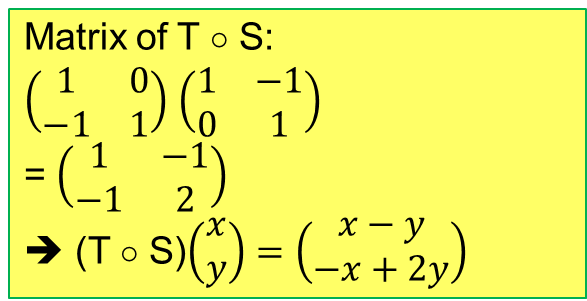 Matrix of T ∘ S:
( 1 0 ) ( 1 −1 )
( −1 1 ) ( 0 1 )
= ( 1 −1 )
( −1 2 )
➔ (T ∘ S)(x y) = (x − y −x + 2y)